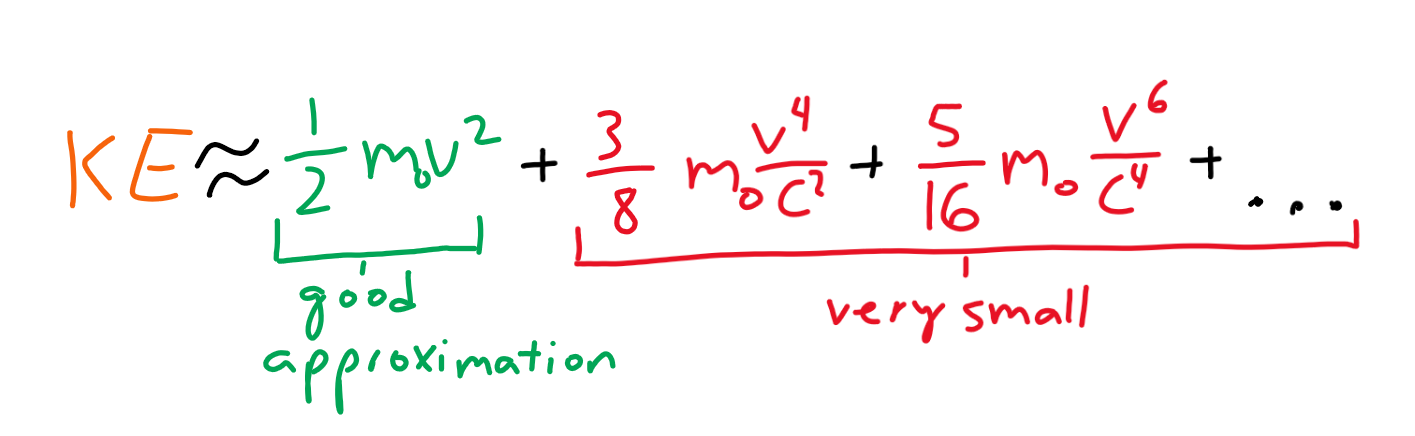 KE ≈ 1/2 m₀v² + 3/8 m₀ v⁴/c² + 5/16 m₀ v⁶/c⁴ + ...
good
very small
approximation